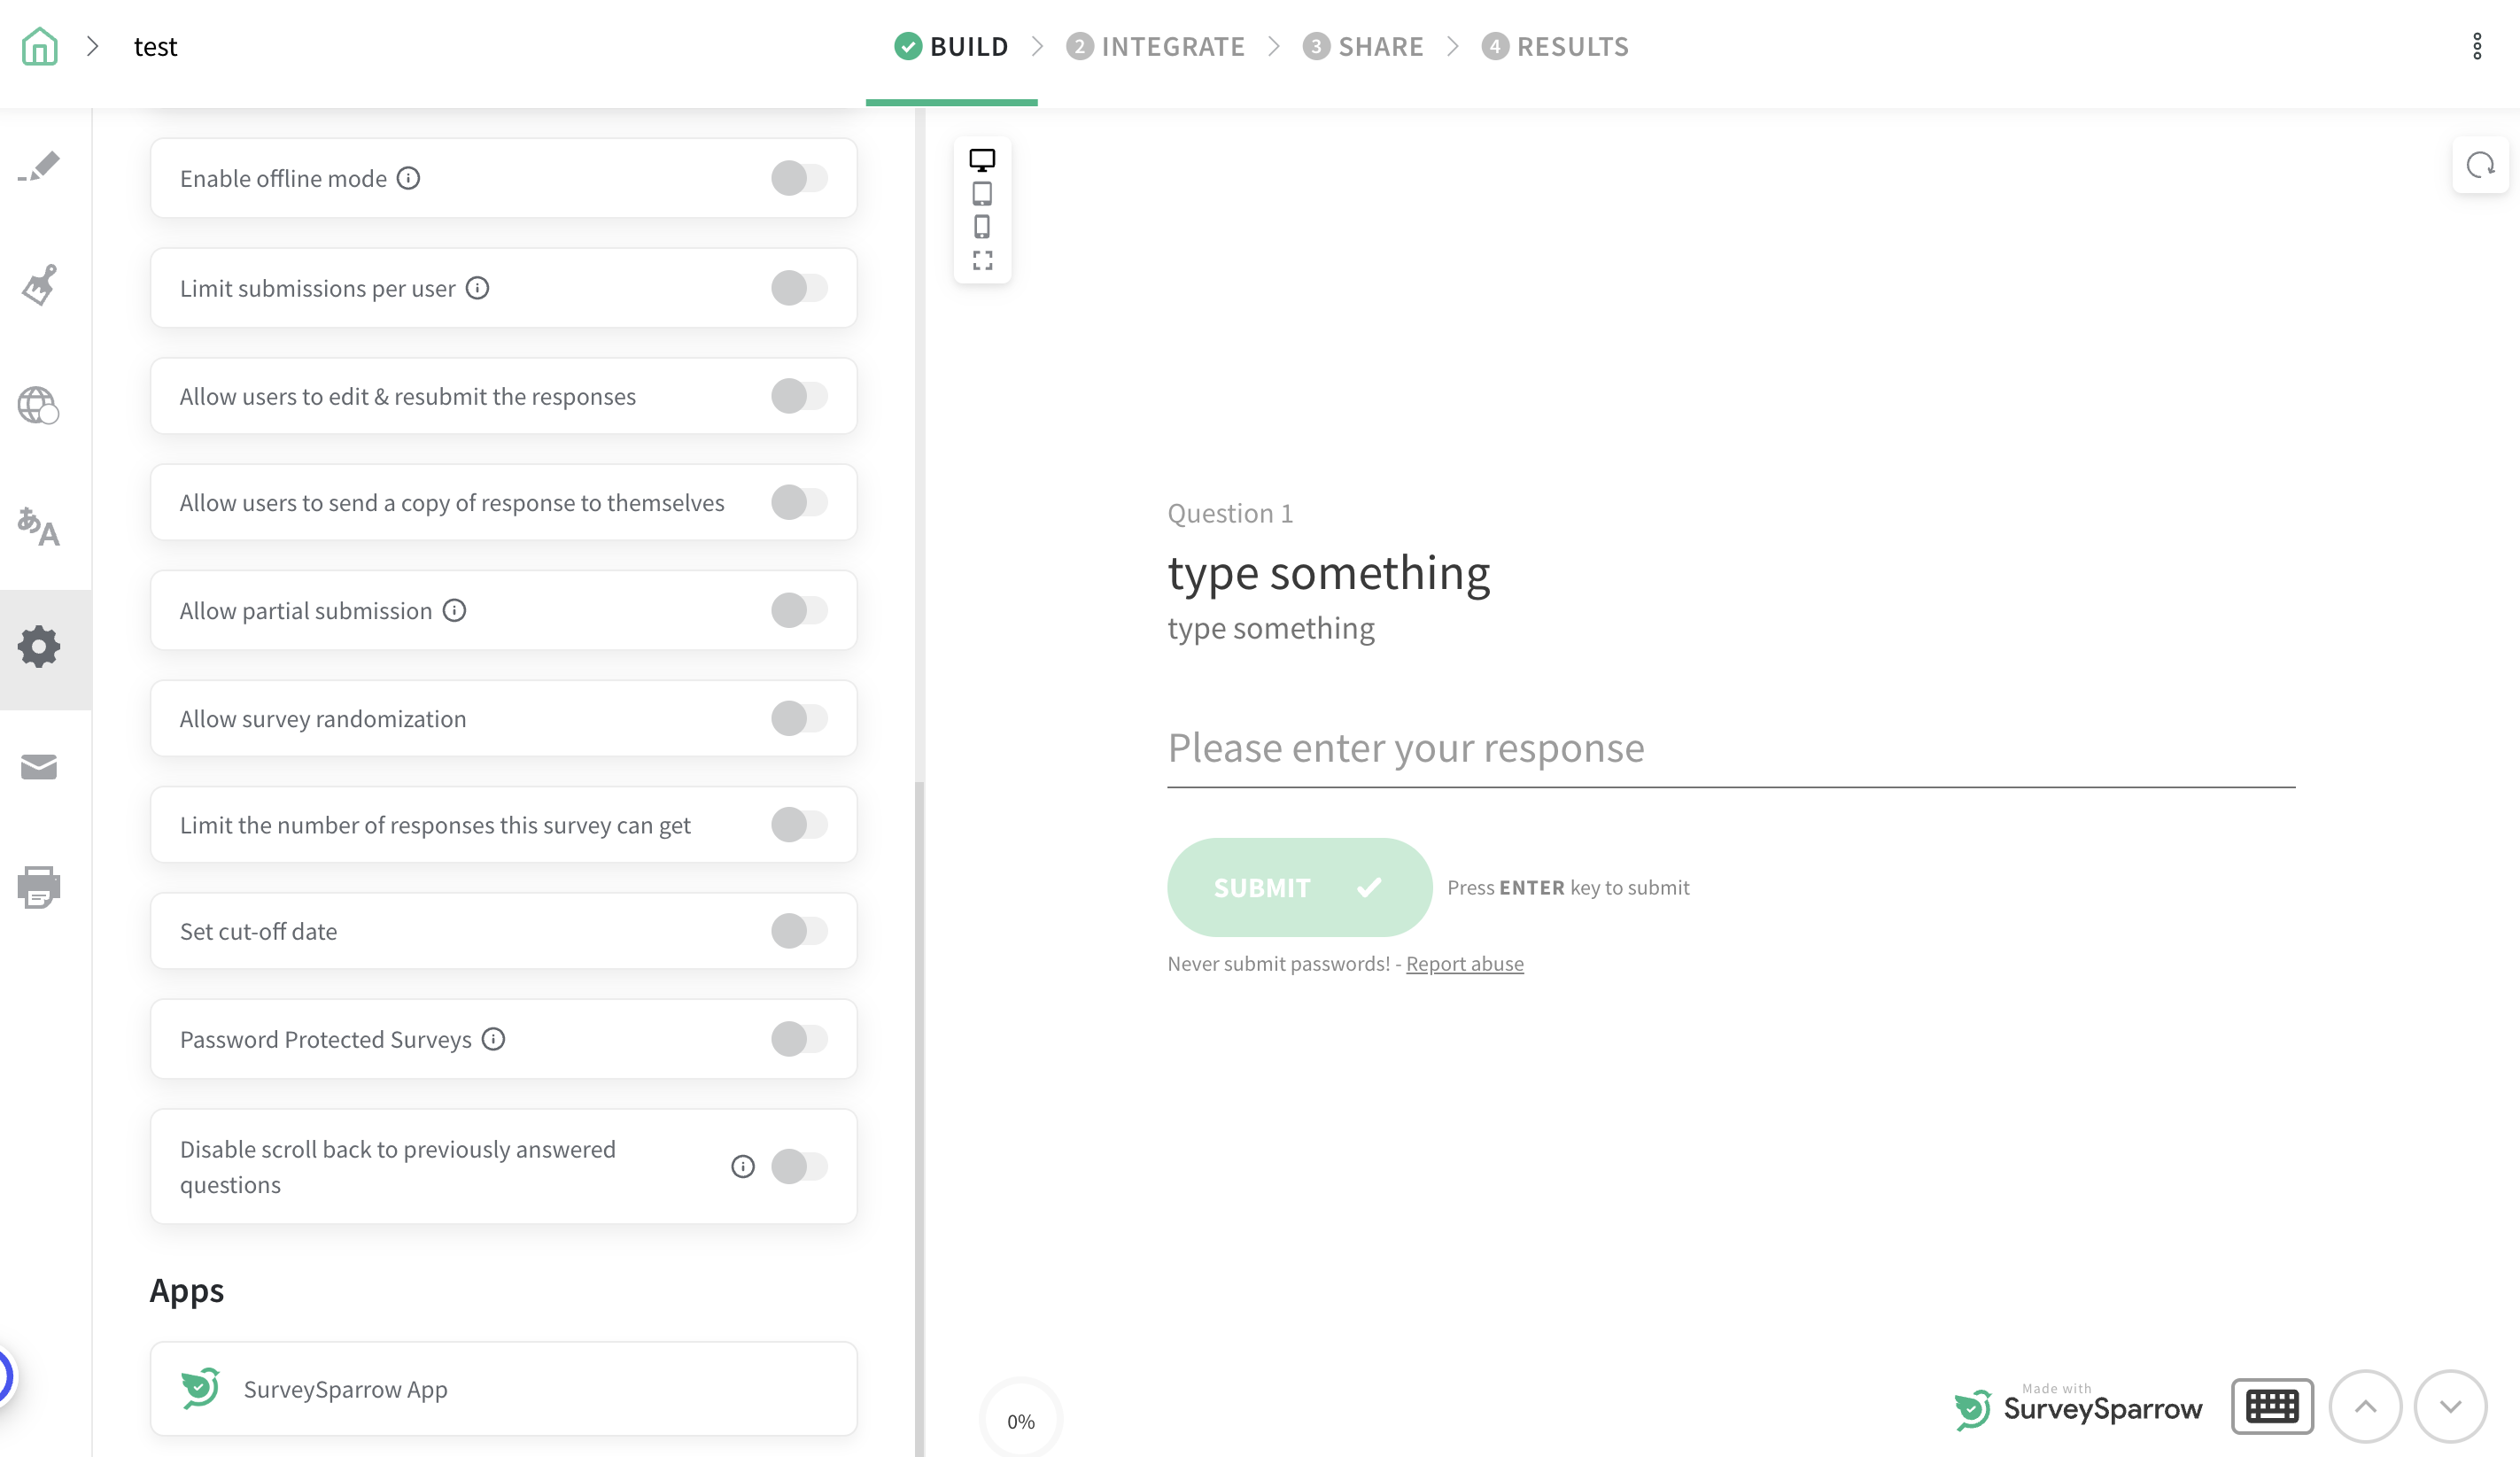 test
BUILD
2 INTEGRATE
3 SHARE
4 RESULTS
Enable offline mode
Limit submissions per user
Allow users to edit & resubmit the responses
Allow users to send a copy of response to themselves
Allow partial submission
Allow survey randomization
Limit the number of responses this survey can get
Set cut-off date
Password Protected Surveys
Disable scroll back to previously answered
questions
Apps
SurveySparrow App
Question 1
type something
type something
Please enter your response
SUBMIT
Press ENTER key to submit
Never submit passwords! - Report abuse
0%
Made with
SurveySparrow